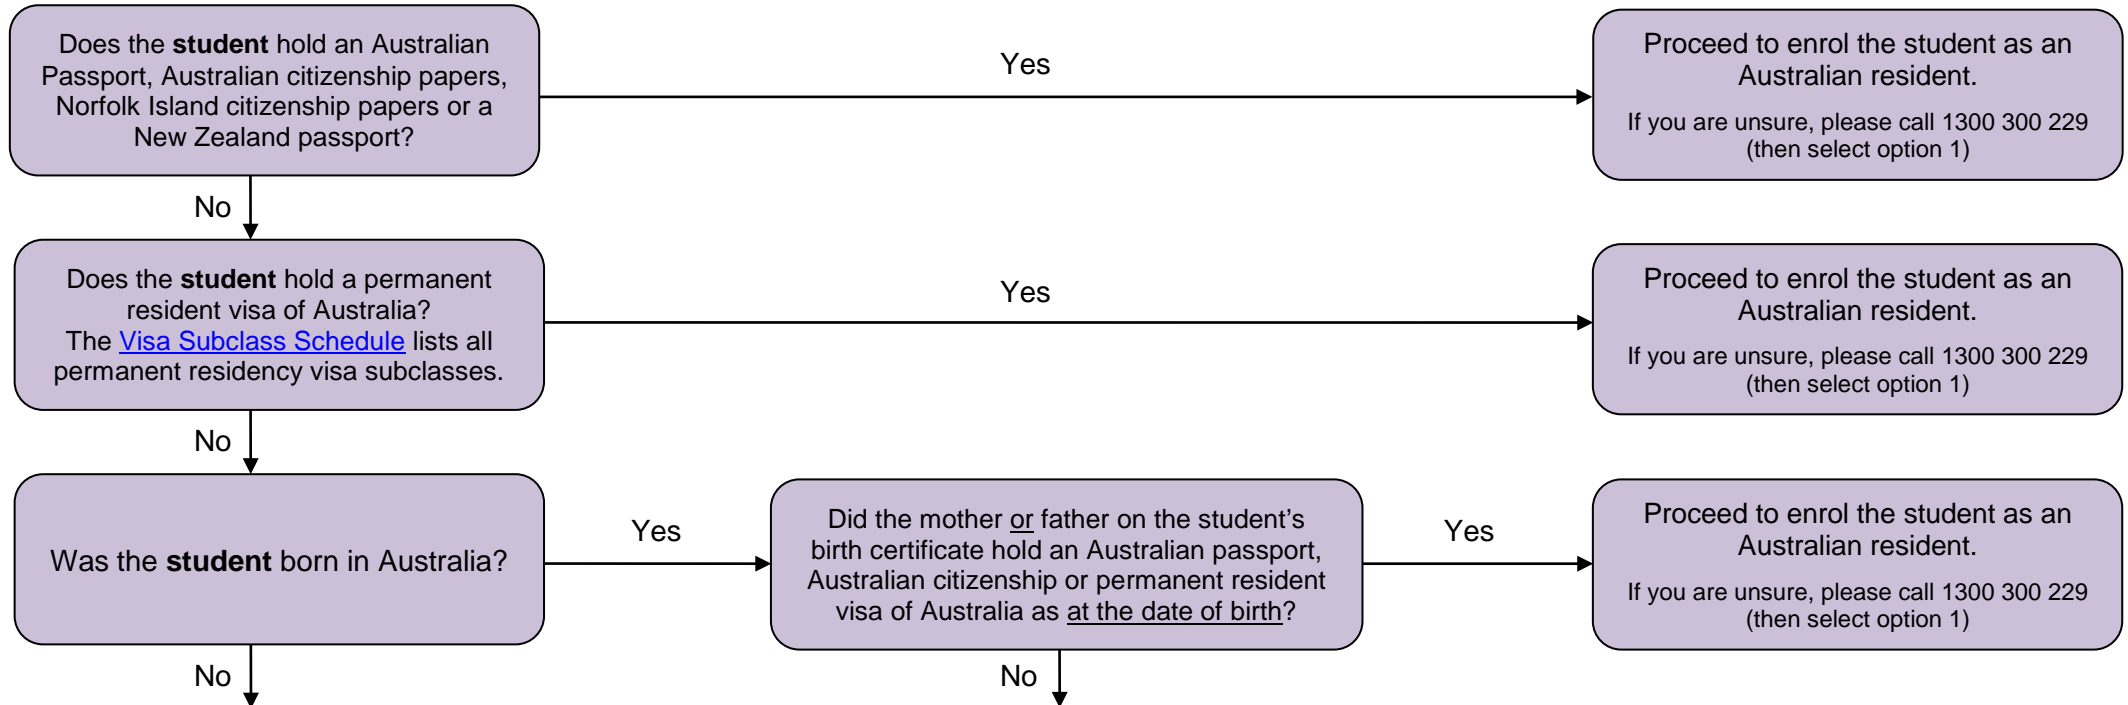 Does the student hold an Australian
Passport, Australian citizenship papers,
Norfolk Island citizenship papers or a
New Zealand passport?
Yes
Proceed to enrol the student as an
Australian resident.
If you are unsure, please call 1300 300 229
(then select option 1)
No
Does the student hold a permanent
resident visa of Australia?
The Visa Subclass Schedule lists all
permanent residency visa subclasses.
Yes
Proceed to enrol the student as an
Australian resident.
If you are unsure, please call 1300 300 229
(then select option 1)
No
Was the student born in Australia?
Yes
Did the mother or father on the student’s
birth certificate hold an Australian passport,
Australian citizenship or permanent resident
visa of Australia as at the date of birth?
Yes
Proceed to enrol the student as an
Australian resident.
If you are unsure, please call 1300 300 229
(then select option 1)
No
No